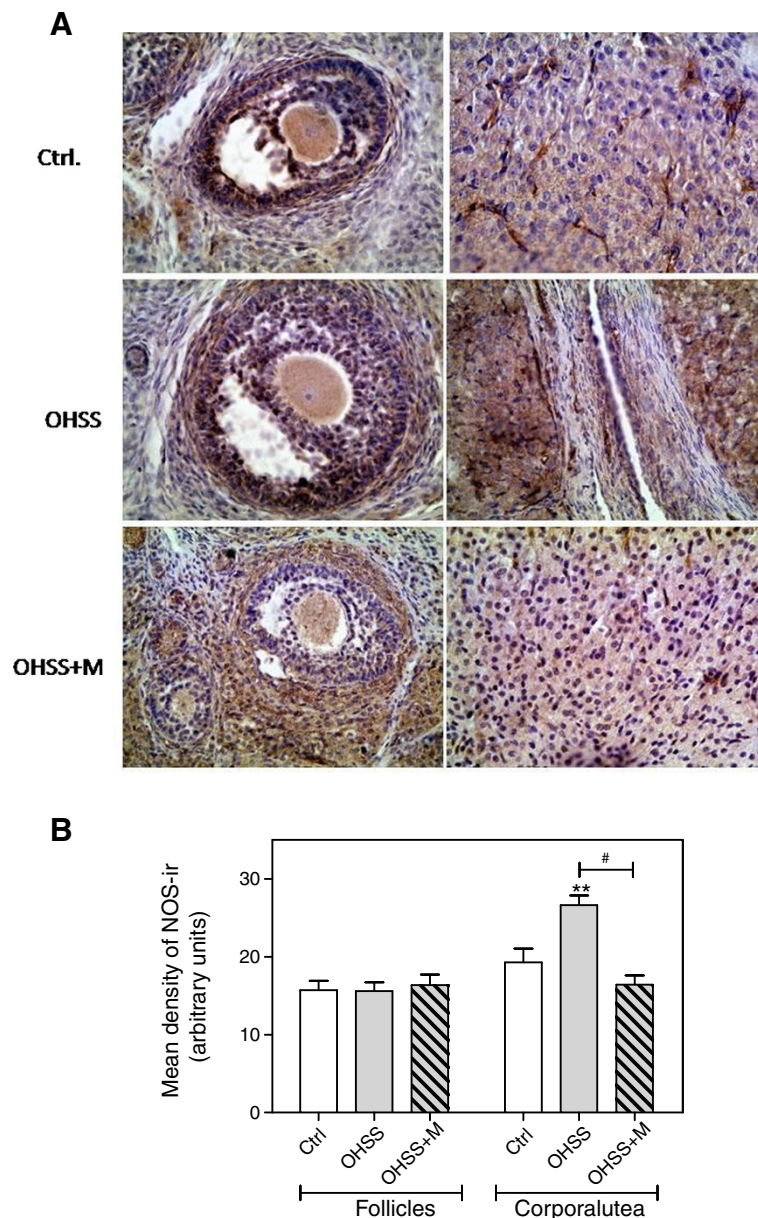 A
Ctrl.
OHSS
OHSS+M
B
Mean density of NOS-ir
(arbitrary units)
30
20
10
0
#
**
Ctrl
OHSS
OHSS+M
Ctrl
OHSS
OHSS+M
Follicles
Corporalutea